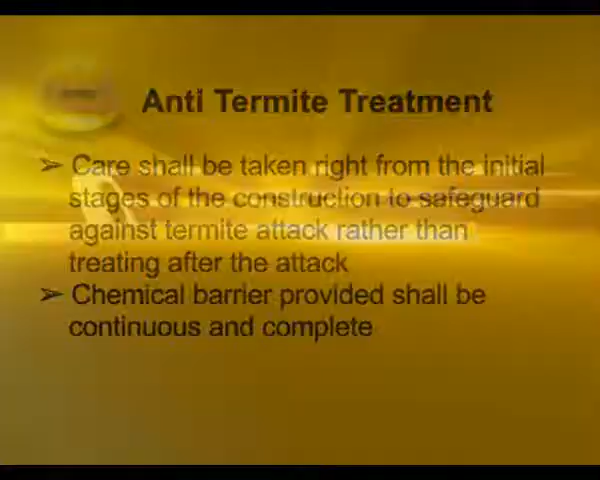 Anti Termite Treatment
➢ Care shall be taken right from the initial
stages of the construction to safeguard
against termite attack rather than
treating after the attack
➢ Chemical barrier provided shall be
continuous and complete